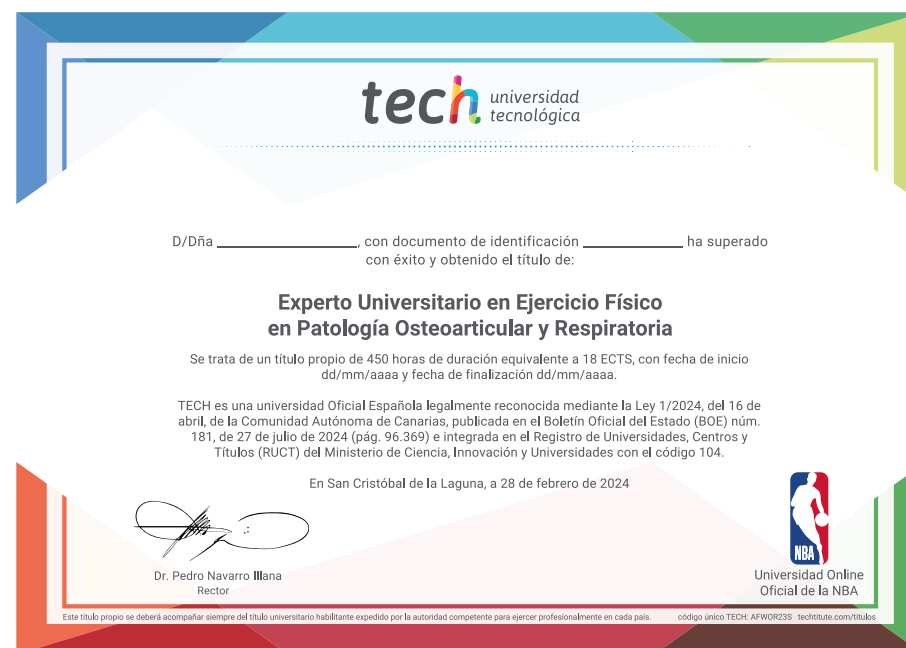 tech universidad
tecnológica
D/Dña ____________, con documento de identificación ____________ ha superado
con éxito y obtenido el título de:
Experto Universitario en Ejercicio Físico
en Patología Osteoarticular y Respiratoria
Se trata de un título propio de 450 horas de duración equivalente a 18 ECTS, con fecha de inicio
dd/mm/aaaa y fecha de finalización dd/mm/aaaa.
TECH es una universidad Oficial Española legalmente reconocida mediante la Ley 1/2024, del 16 de
abril, de la Comunidad Autónoma de Canarias, publicada en el Boletín Oficial del Estado (BOE) núm.
181, de 27 de julio de 2024 (pág. 96.369) e integrada en el Registro de Universidades, Centros y
Títulos (RUCT) del Ministerio de Ciencia, Innovación y Universidades con el código 104.
En San Cristóbal de la Laguna, a 28 de febrero de 2024
Dr. Pedro Navarro Illana
Rector
NBA
Universidad Online
Oficial de la NBA
Este título propio se deberá acompañar siempre del título universitario habilitante expedido por la autoridad competente para ejercer profesionalmente en cada país. código único TECH: AFWOR23S techtitute.com/titulos